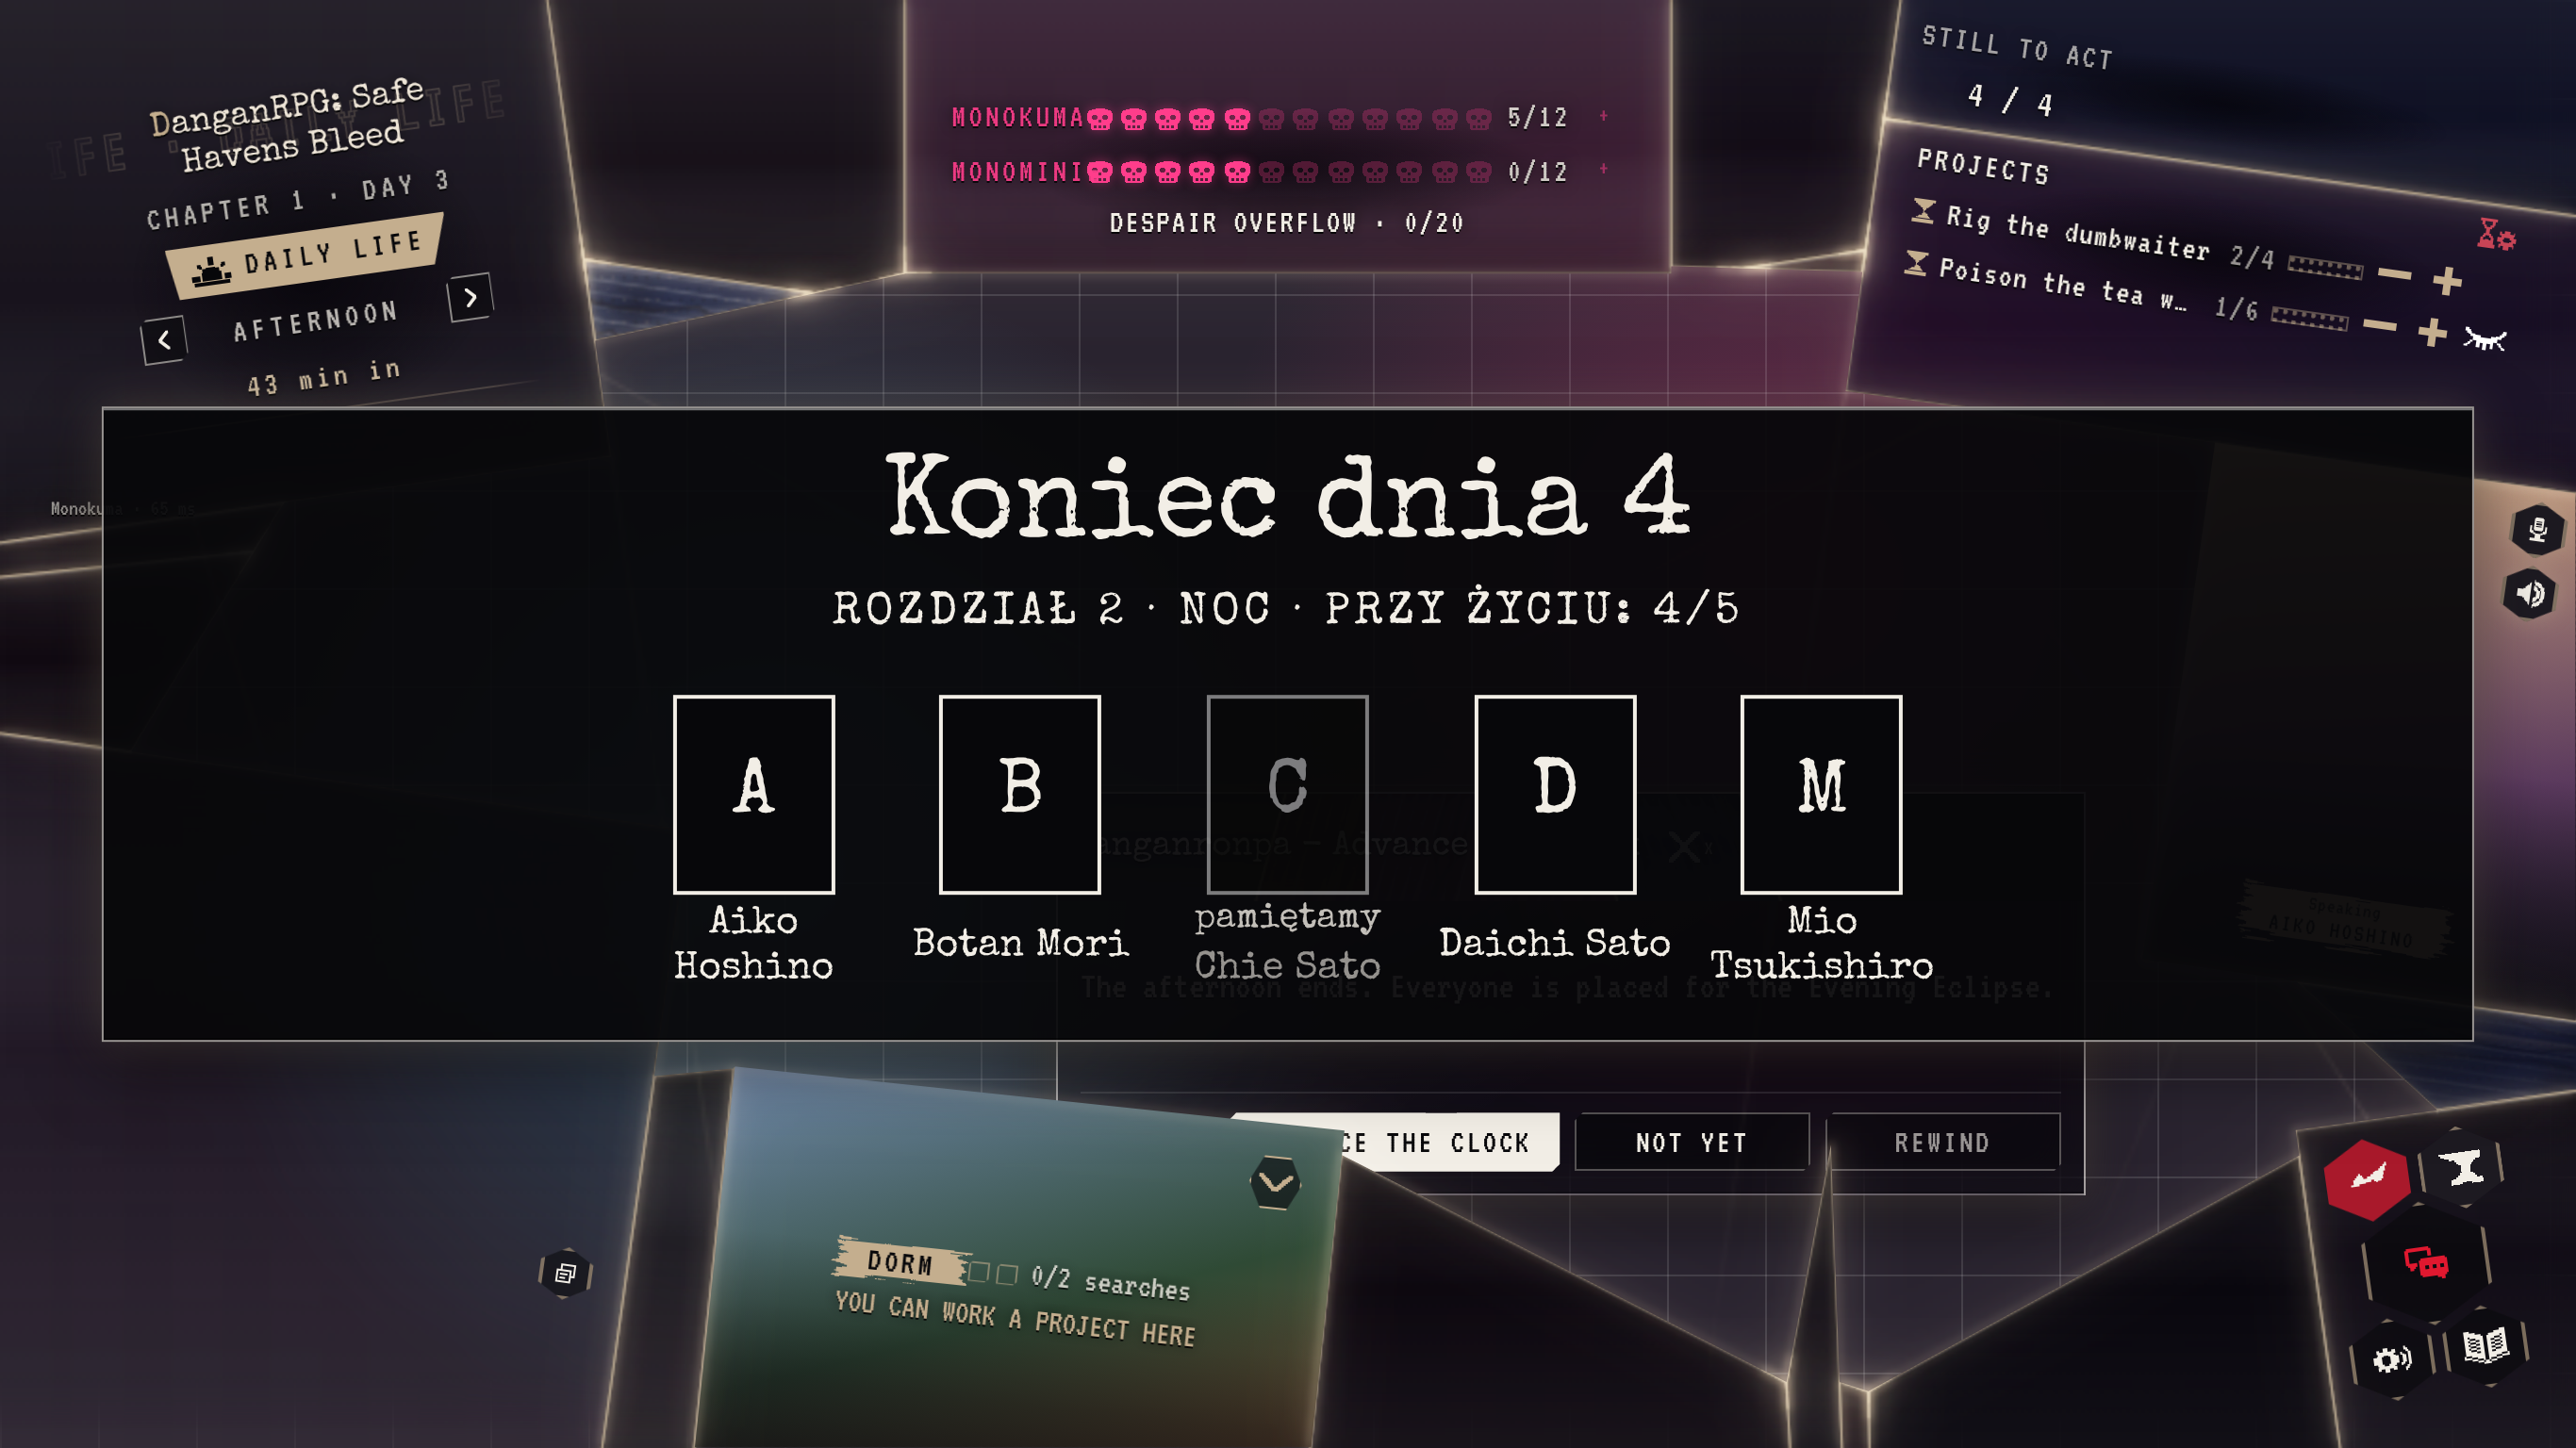 DanganRPG: Safe
Havens Bleed
CHAPTER 1 · DAY 3
DAILY LIFE
AFTERNOON
43 min in
MONOKUMA 5/12 +
MONOMINI 0/12 +
DESPAIR OVERFLOW · 0/20
STILL TO ACT
4 / 4
PROJECTS
Rig the dumbwaiter 2/4
Poison the tea w… 1/6
Koniec dnia 4
ROZDZIAŁ 2 · NOC · PRZY ŻYCIU: 4/5
A B C D M
Aiko
Hoshino
Botan Mori
pamiętamy
Chie Sato
Daichi Sato
Mio
Tsukishiro
Speaking
AIKO HOSHINO
The afternoon ends. Everyone is placed for the Evening Eclipse.
CE THE CLOCK
NOT YET
REWIND
DORM 0/2 searches
YOU CAN WORK A PROJECT HERE